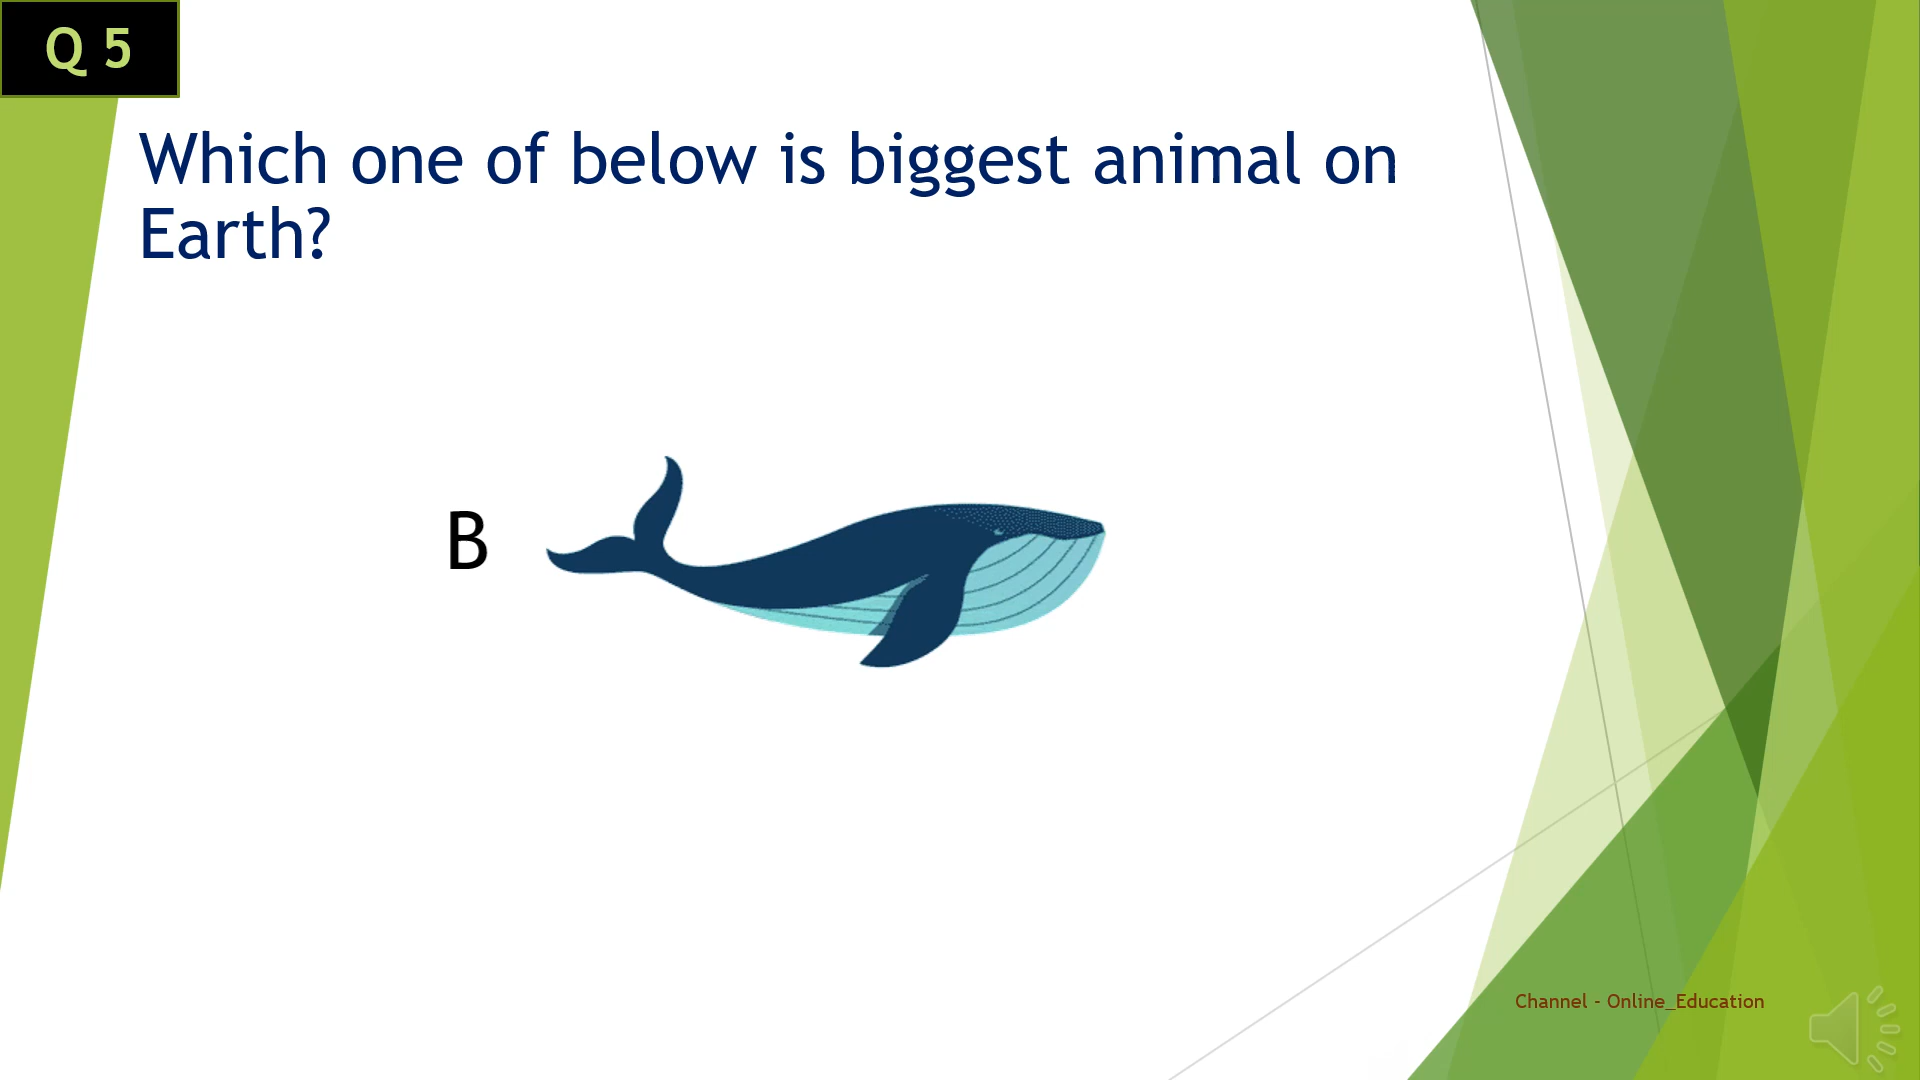 Q 5
Which one of below is biggest animal on
Earth?
B
Channel - Online_Education